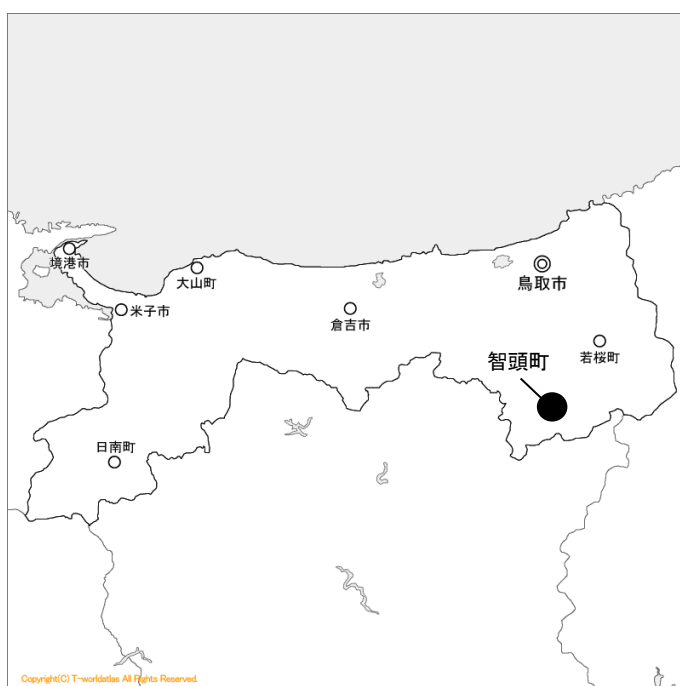 境港市
大山町
鳥取市
米子市
倉吉市
智頭町
若桜町
日南町
Copyright(C) T-worldatlas All Rights Reserved.